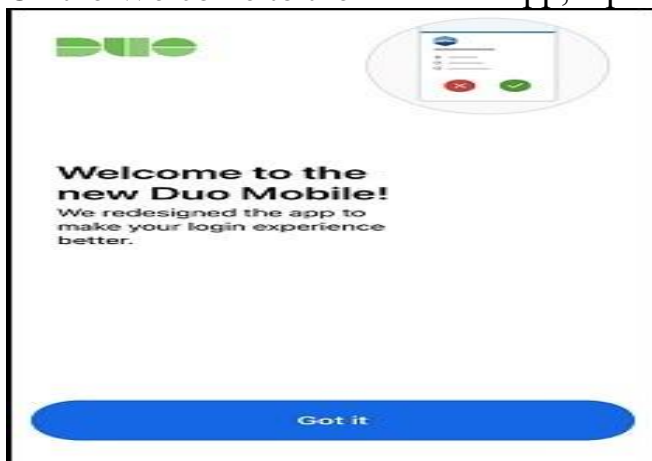 DUO
Welcome to the
new Duo Mobile!
We redesigned the app to
make your login experience
better.
Got it